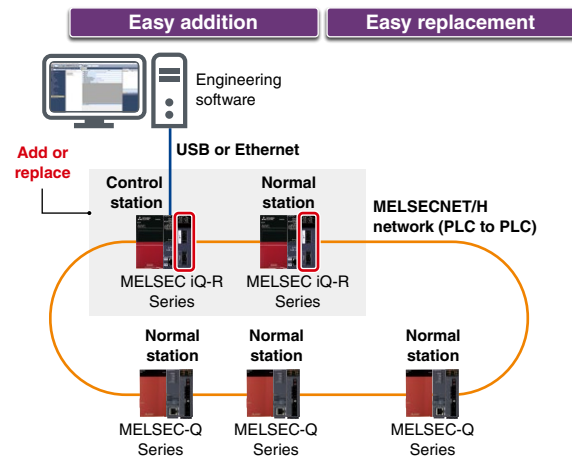 Easy addition
Easy replacement
Engineering
software
USB or Ethernet
Add or
replace
Control
station
Normal
station
MELSECNET/H
network (PLC to PLC)
MELSEC iQ-R
Series
MELSEC iQ-R
Series
Normal
station
Normal
station
Normal
station
MELSEC-Q
Series
MELSEC-Q
Series
MELSEC-Q
Series